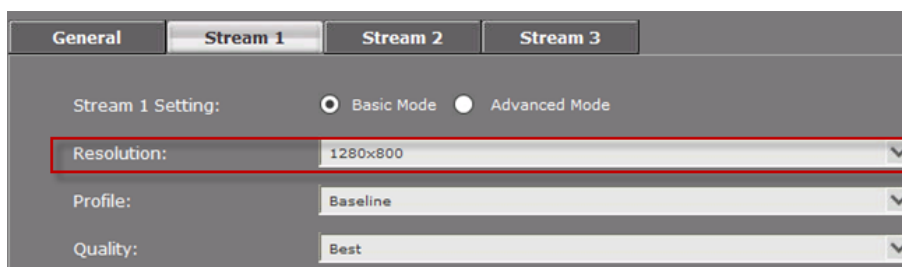 General Stream 1 Stream 2 Stream 3
Stream 1 Setting: Basic Mode Advanced Mode
Resolution: 1280x800
Profile: Baseline
Quality: Best